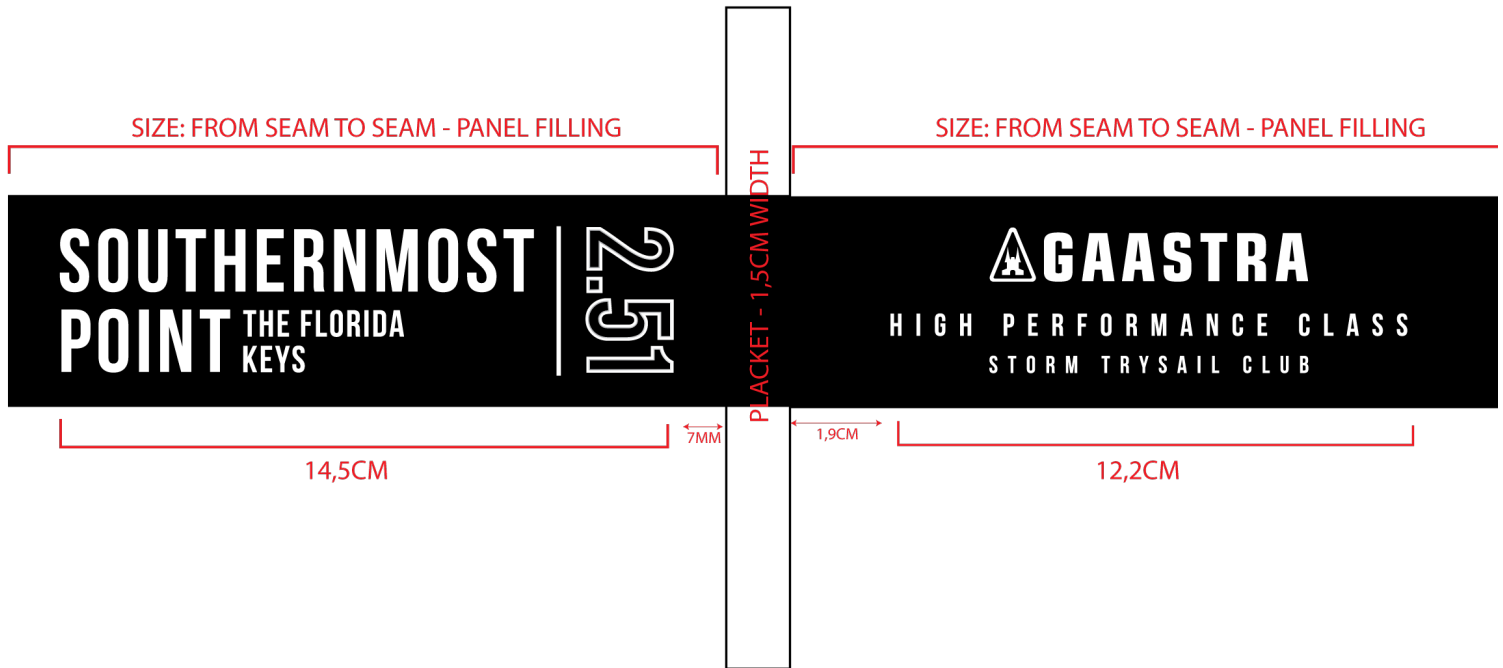 SIZE: FROM SEAM TO SEAM - PANEL FILLING
SOUTHERNMOST
POINT THE FLORIDA
KEYS
2.51
7MM
14,5CM
PLACKET - 1,5CM WIDTH
SIZE: FROM SEAM TO SEAM - PANEL FILLING
GAASTRA
HIGH PERFORMANCE CLASS
STORM TRYSAIL CLUB
1,9CM
12,2CM